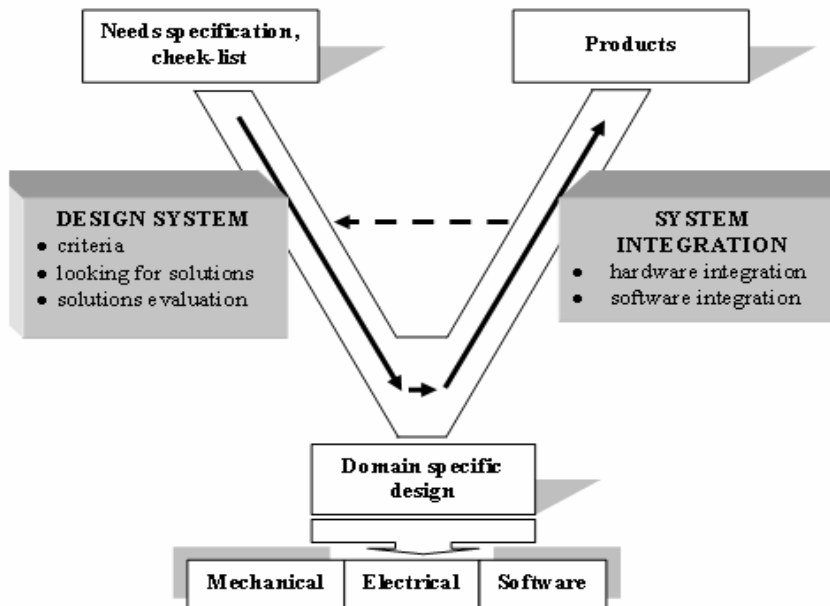 Needs specification,
cheek-list
Products
DESIGN SYSTEM
● criteria
● looking for solutions
● solutions evaluation
SYSTEM
INTEGRATION
● hardware integration
● software integration
Domain specific
design
Mechanical
Electrical
Software